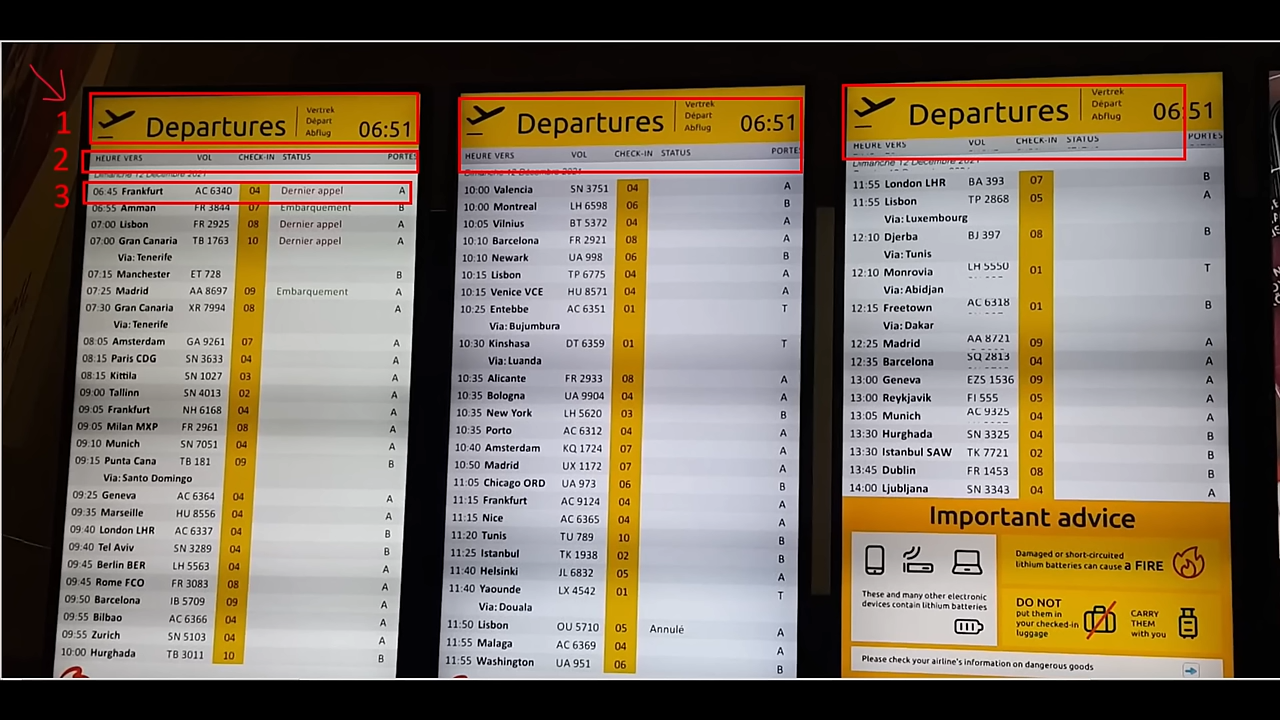 1
Departures
Vertrek
Départ
Abflug
06:51
2
HEURE VERS VOL CHECK-IN STATUS PORTES
Dimanche 12 Décembre 2021
3
06:45 Frankfurt AC 6340 04 Dernier appel A
06:55 Amman FR 3844 07 Embarquement B
07:00 Lisbon FR 2925 08 Dernier appel A
07:00 Gran Canaria TB 1763 10 Dernier appel A
Via: Tenerife
07:15 Manchester ET 728 B
07:25 Madrid AA 8697 09 Embarquement A
07:30 Gran Canaria XR 7994 08 A
Via: Tenerife
08:05 Amsterdam GA 9261 07 A
08:15 Paris CDG SN 3633 04 A
08:15 Kittila SN 1027 03 A
09:00 Tallinn SN 4013 02 A
09:05 Frankfurt NH 6168 04 A
09:05 Milan MXP FR 2961 08 A
09:10 Munich SN 7051 04 A
09:15 Punta Cana TB 181 09 B
Via: Santo Domingo
09:25 Geneva AC 6364 04 A
09:35 Marseille HU 8556 04 A
09:40 London LHR AC 6337 04 B
09:40 Tel Aviv SN 3289 04 B
09:45 Berlin BER LH 5563 04 A
09:45 Rome FCO FR 3083 08 A
09:50 Barcelona IB 5709 09 A
09:55 Bilbao AC 6366 04 A
09:55 Zurich SN 5103 04 A
10:00 Hurghada TB 3011 10 B
Departures
Vertrek
Départ
Abflug
06:51
HEURE VERS VOL CHECK-IN STATUS PORTE
Dimanche 12 Décembre 2021
10:00 Valencia SN 3751 04 A
10:00 Montreal LH 6598 06 B
10:05 Vilnius BT 5372 04 A
10:10 Barcelona FR 2921 08 A
10:10 Newark UA 998 06 B
10:15 Lisbon TP 6775 04 A
10:15 Venice VCE HU 8571 04 A
10:25 Entebbe AC 6351 01 T
Via: Bujumbura
10:30 Kinshasa DT 6359 01 T
Via: Luanda
10:35 Alicante FR 2933 08 A
10:35 Bologna UA 9904 04 A
10:35 New York LH 5620 03 B
10:35 Porto AC 6312 04 A
10:40 Amsterdam KQ 1724 07 A
10:50 Madrid UX 1172 07 A
11:05 Chicago ORD UA 973 06 B
11:15 Frankfurt AC 9124 04 A
11:15 Nice AC 6365 04 A
11:20 Tunis TU 789 10 B
11:25 Istanbul TK 1938 02 B
11:40 Helsinki JL 6832 05 A
11:40 Yaounde LX 4542 01 T
Via: Douala
11:50 Lisbon OU 5710 05 Annulé A
11:55 Malaga AC 6369 04 A
11:55 Washington UA 951 06 B
Departures
Vertrek
Départ
Abflug
06:51
HEURE VERS VOL CHECK-IN STATUS PORTES
Dimanche 12 Décembre 2021
11:55 London LHR BA 393 07 B
11:55 Lisbon TP 2868 05 A
Via: Luxembourg
12:10 Djerba BJ 397 08 B
Via: Tunis
12:10 Monrovia LH 5550 01 T
Via: Abidjan
12:15 Freetown AC 6318 01 B
Via: Dakar
12:25 Madrid AA 8721 09 A
12:35 Barcelona SQ 2813 04 A
13:00 Geneva EZS 1536 09 A
13:00 Reykjavik FI 555 05 A
13:05 Munich AC 9325 04 A
13:30 Hurghada SN 3325 04 B
13:30 Istanbul SAW TK 7721 02 B
13:45 Dublin FR 1453 08 B
14:00 Ljubljana SN 3343 04 A
Important advice
These and many other electronic
devices contain lithium batteries
Damaged or short-circuited
lithium batteries can cause a FIRE
DO NOT
put them in
your checked-in
luggage
CARRY
THEM
with you
Please check your airline's information on dangerous goods